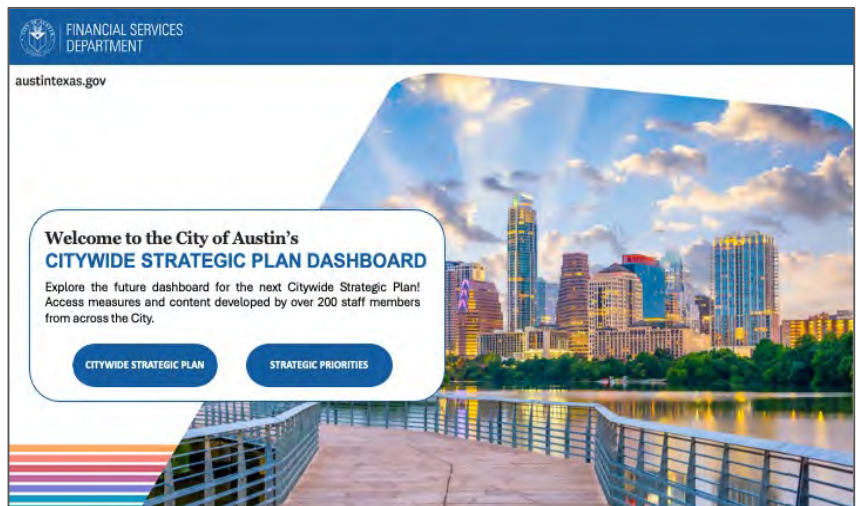 FINANCIAL SERVICES
DEPARTMENT
austintexas.gov
Welcome to the City of Austin's
CITYWIDE STRATEGIC PLAN DASHBOARD
Explore the future dashboard for the next Citywide Strategic Plan!
Access measures and content developed by over 200 staff members
from across the City.
CITYWIDE STRATEGIC PLAN
STRATEGIC PRIORITIES